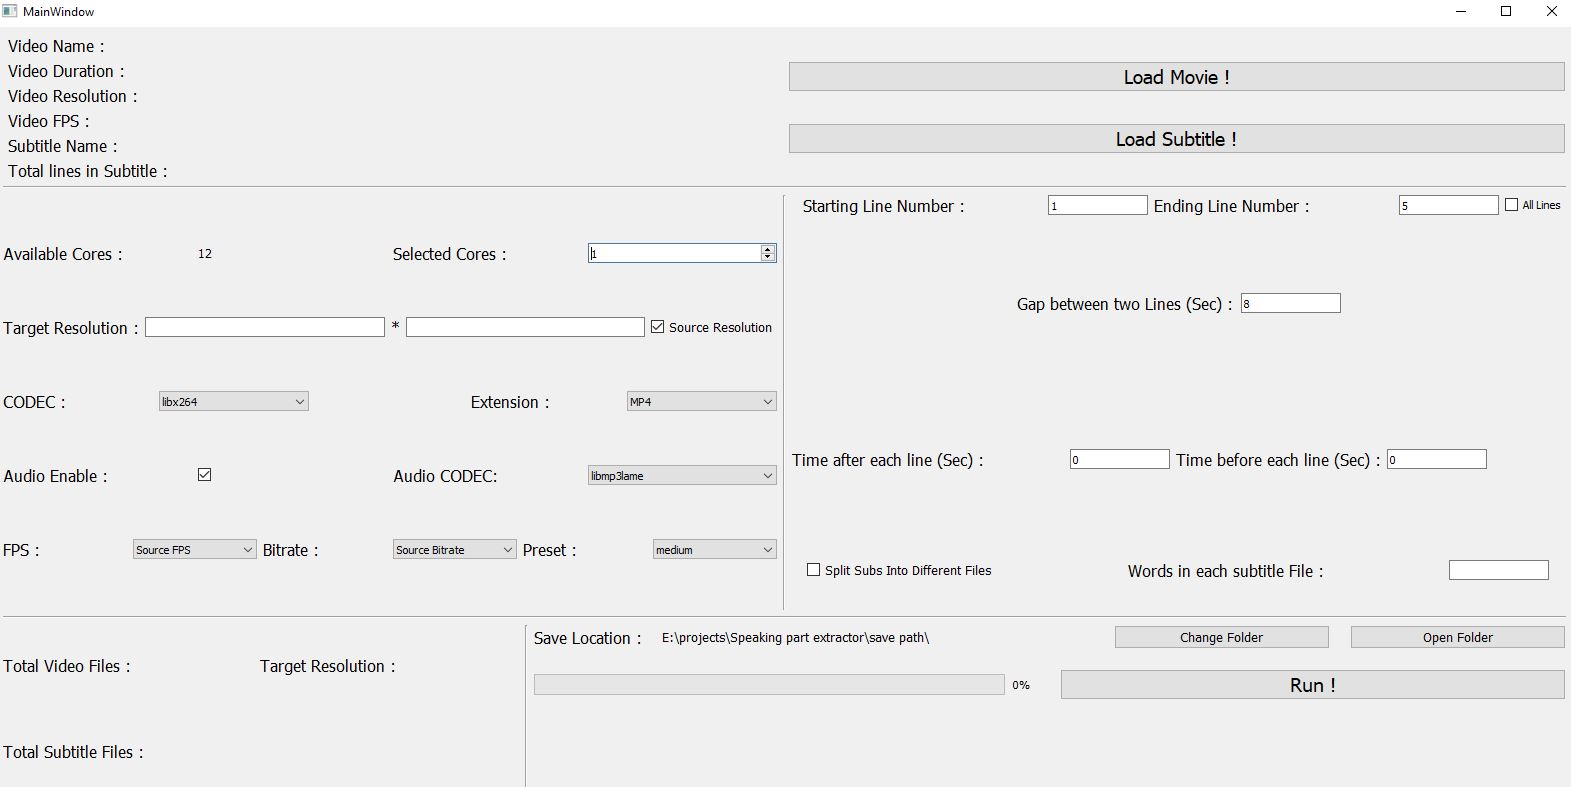 MainWindow
Video Name :
Video Duration :
Video Resolution :
Video FPS :
Subtitle Name :
Total lines in Subtitle :
Load Movie !
Load Subtitle !
Available Cores : 12 Selected Cores : 1
Target Resolution : * Source Resolution
CODEC : libx264 Extension : MP4
Audio Enable : Audio CODEC: libmp3lame
FPS : Source FPS Bitrate : Source Bitrate Preset : medium
Starting Line Number : 1 Ending Line Number : 5 All Lines
Gap between two Lines (Sec) : 8
Time after each line (Sec) : 0 Time before each line (Sec) : 0
Split Subs Into Different Files Words in each subtitle File :
Total Video Files : Target Resolution :
Total Subtitle Files :
Save Location : E:\projects\Speaking part extractor\save path\ Change Folder Open Folder
0% Run !